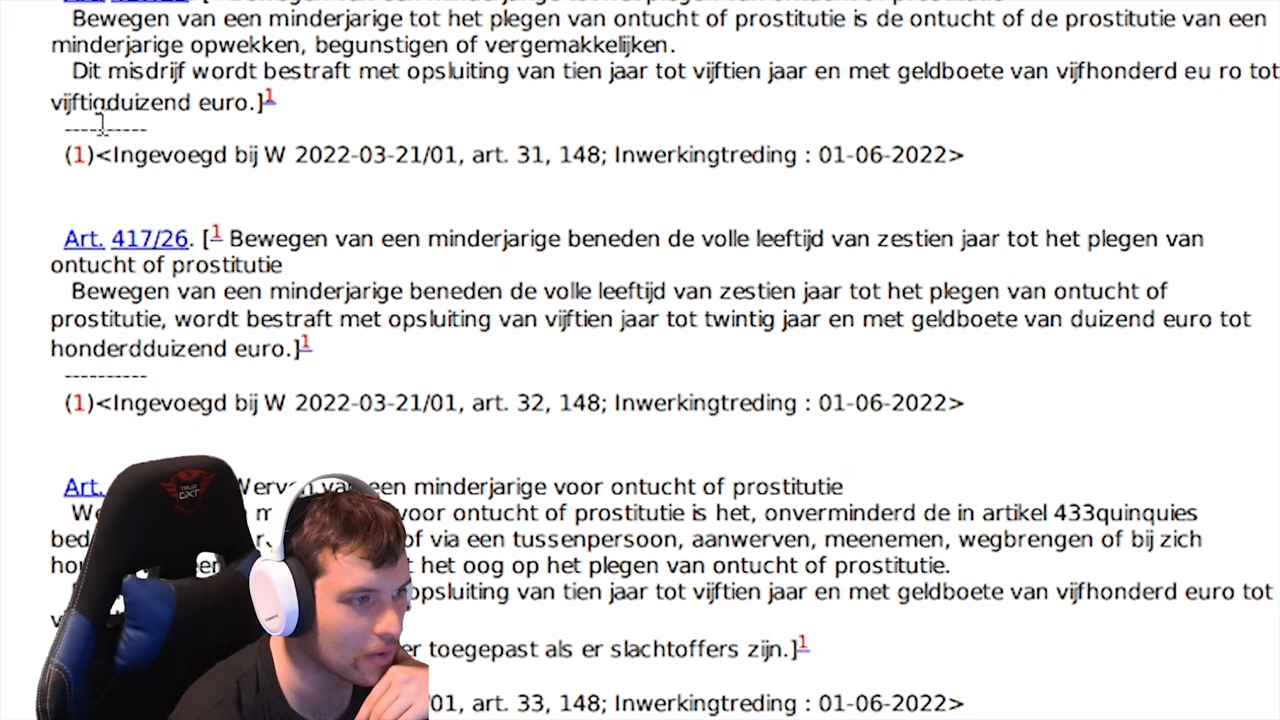 Bewegen van een minderjarige tot het plegen van ontucht of prostitutie is de ontucht of de prostitutie van een
minderjarige opwekken, begunstigen of vergemakkelijken.
Dit misdrijf wordt bestraft met opsluiting van tien jaar tot vijftien jaar en met geldboete van vijfhonderd eu ro tot
vijftigduizend euro.]1
----------
(1)<Ingevoegd bij W 2022-03-21/01, art. 31, 148; Inwerkingtreding : 01-06-2022>
Art. 417/26. [1 Bewegen van een minderjarige beneden de volle leeftijd van zestien jaar tot het plegen van
ontucht of prostitutie
Bewegen van een minderjarige beneden de volle leeftijd van zestien jaar tot het plegen van ontucht of
prostitutie, wordt bestraft met opsluiting van vijftien jaar tot twintig jaar en met geldboete van duizend euro tot
honderdduizend euro.]1
----------
(1)<Ingevoegd bij W 2022-03-21/01, art. 32, 148; Inwerkingtreding : 01-06-2022>
Art. Werven van een minderjarige voor ontucht of prostitutie
voor ontucht of prostitutie is het, onverminderd de in artikel 433quinquies
of via een tussenpersoon, aanwerven, meenemen, wegbrengen of bij zich
het oog op het plegen van ontucht of prostitutie.
opsluiting van tien jaar tot vijftien jaar en met geldboete van vijfhonderd euro tot
toegepast als er slachtoffers zijn.]1
/01, art. 33, 148; Inwerkingtreding : 01-06-2022>
TRUST
GXT